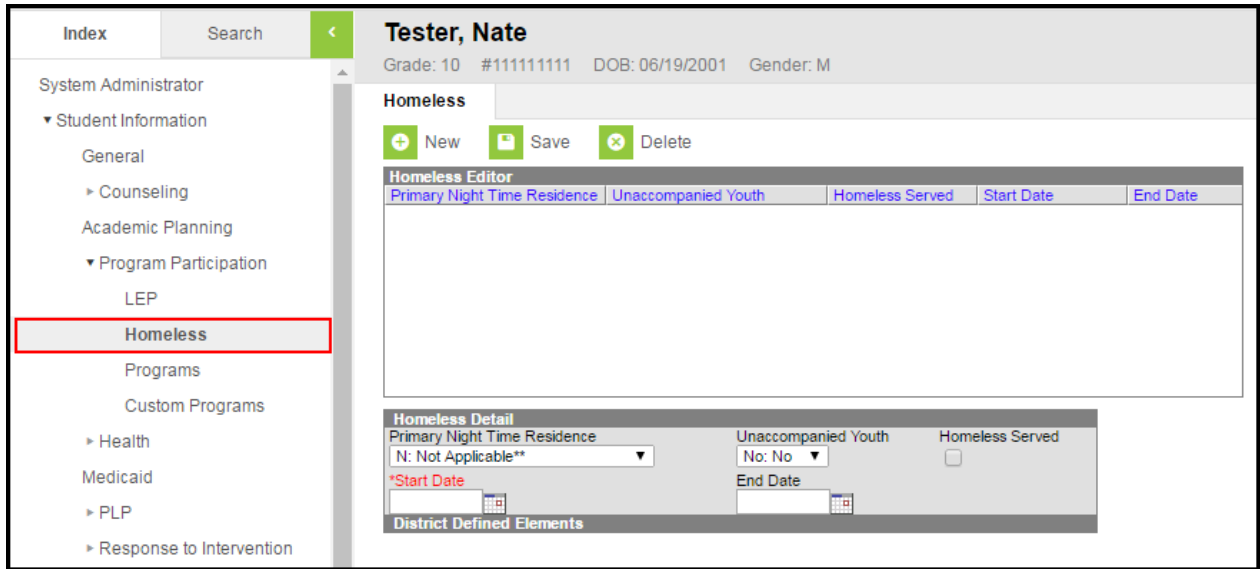 Index Search
System Administrator
Student Information
General
Counseling
Academic Planning
Program Participation
LEP
Homeless
Programs
Custom Programs
Health
Medicaid
PLP
Response to Intervention
Tester, Nate
Grade: 10 #111111111 DOB: 06/19/2001 Gender: M
Homeless
New Save Delete
Homeless Editor
Primary Night Time Residence Unaccompanied Youth Homeless Served Start Date End Date
Homeless Detail
Primary Night Time Residence Unaccompanied Youth Homeless Served
N: Not Applicable** No: No
*Start Date End Date
District Defined Elements